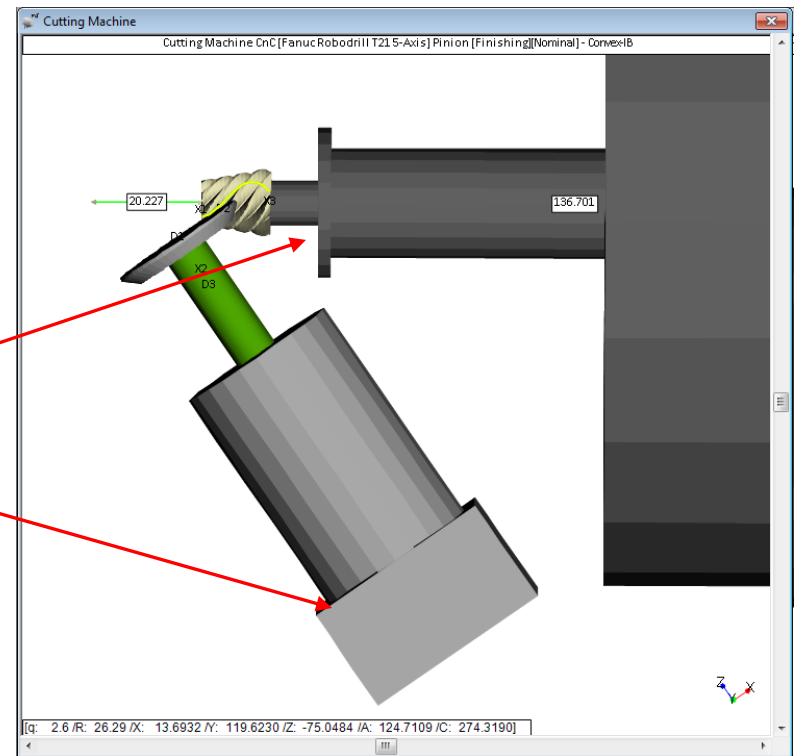 Cutting Machine
Cutting Machine CnC [Fanuc Robodrill T21 5-Axis] Pinion [Finishing][Nominal] - Convex-IB
20.227
136.701
X1
X3
D1
X2
D3
Z
X
Y
[q: 2.6 /R: 26.29 /X: 13.6932 /Y: 119.6230 /Z: -75.0484 /A: 124.7109 /C: 274.3190]